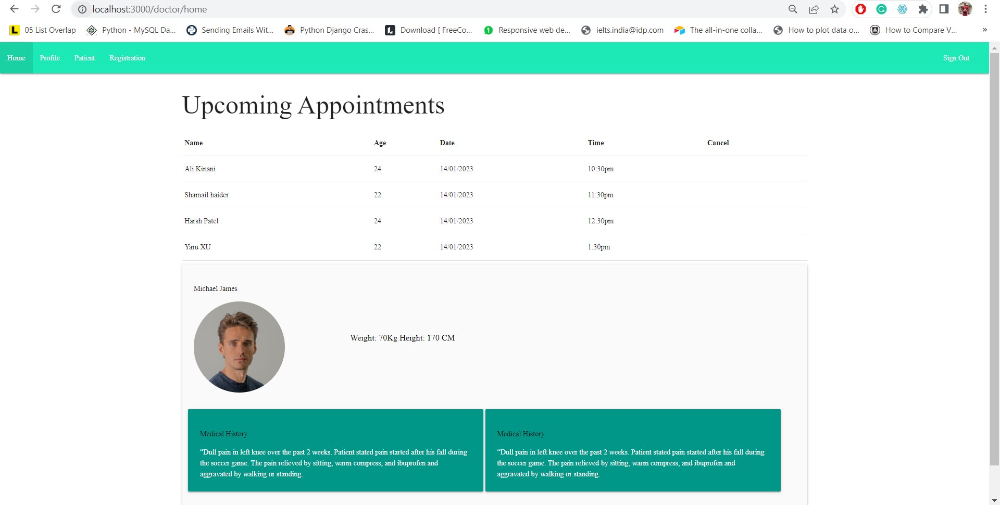 localhost:3000/doctor/home
05 List Overlap Python - MySQL Da... Sending Emails Wit... Python Django Cras... Download [ FreeCo... Responsive web de... ielts.india@idp.com The all-in-one colla... How to plot data o... How to Compare V... »
Home Profile Patient Registration Sign Out
Upcoming Appointments
Name Age Date Time Cancel
Ali Kinani 24 14/01/2023 10:30pm
Shamail haider 22 14/01/2023 11:30pm
Harsh Patel 24 14/01/2023 12:30pm
Yaru XU 22 14/01/2023 1:30pm
Michael James
Weight: 70Kg Height: 170 CM
Medical History
“Dull pain in left knee over the past 2 weeks. Patient stated pain started after his fall during
the soccer game. The pain relieved by sitting, warm compress, and ibuprofen and
aggravated by walking or standing.
Medical History
“Dull pain in left knee over the past 2 weeks. Patient stated pain started after his fall during
the soccer game. The pain relieved by sitting, warm compress, and ibuprofen and
aggravated by walking or standing.